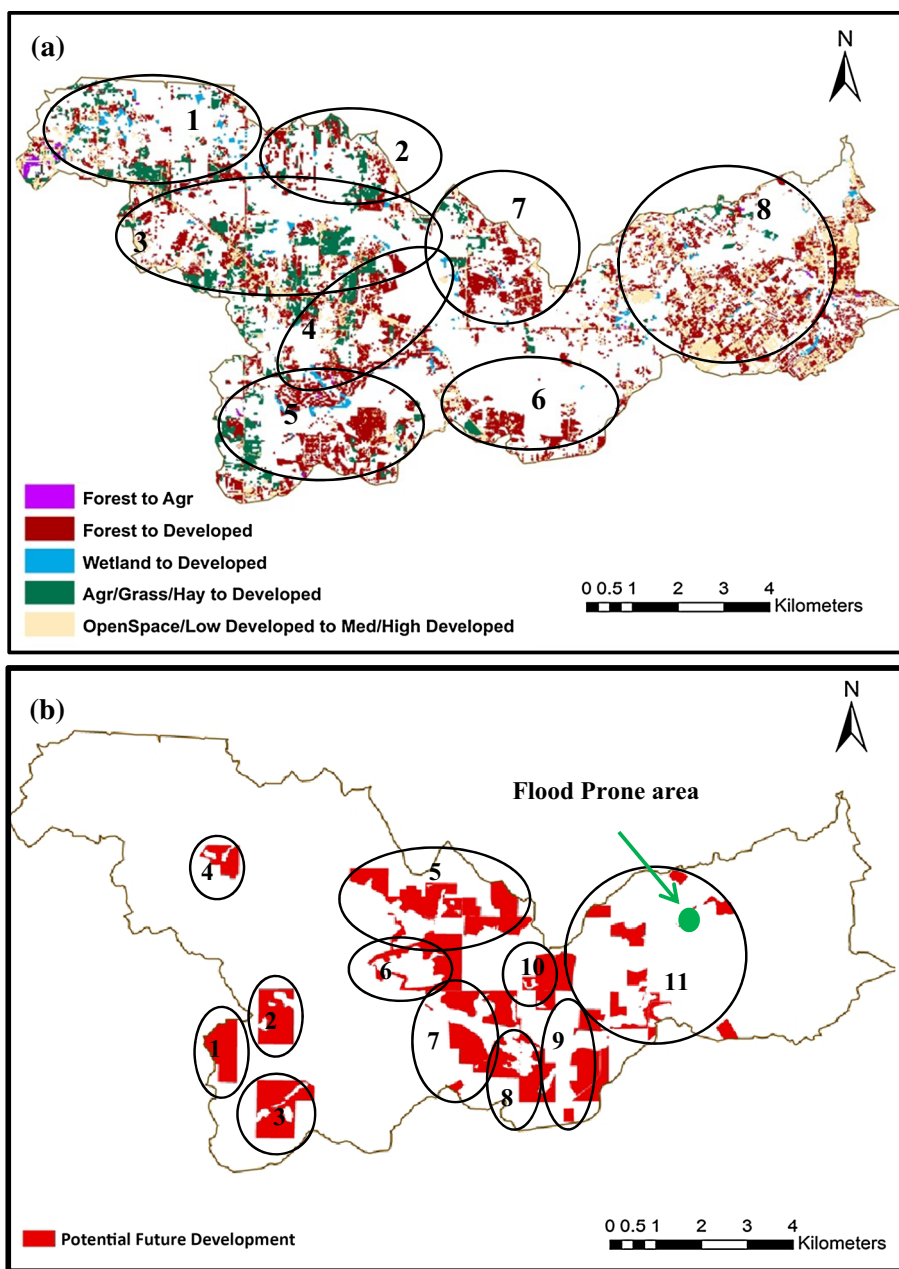 (a)
N
1
2
3
7
8
4
5
6
Forest to Agr
Forest to Developed
Wetland to Developed
Agr/Grass/Hay to Developed
OpenSpace/Low Developed to Med/High Developed
0 0.5 1 2 3 4
Kilometers
(b)
N
Flood Prone area
4
5
6
10
11
2
1
7
9
8
3
Potential Future Development
0 0.5 1 2 3 4
Kilometers